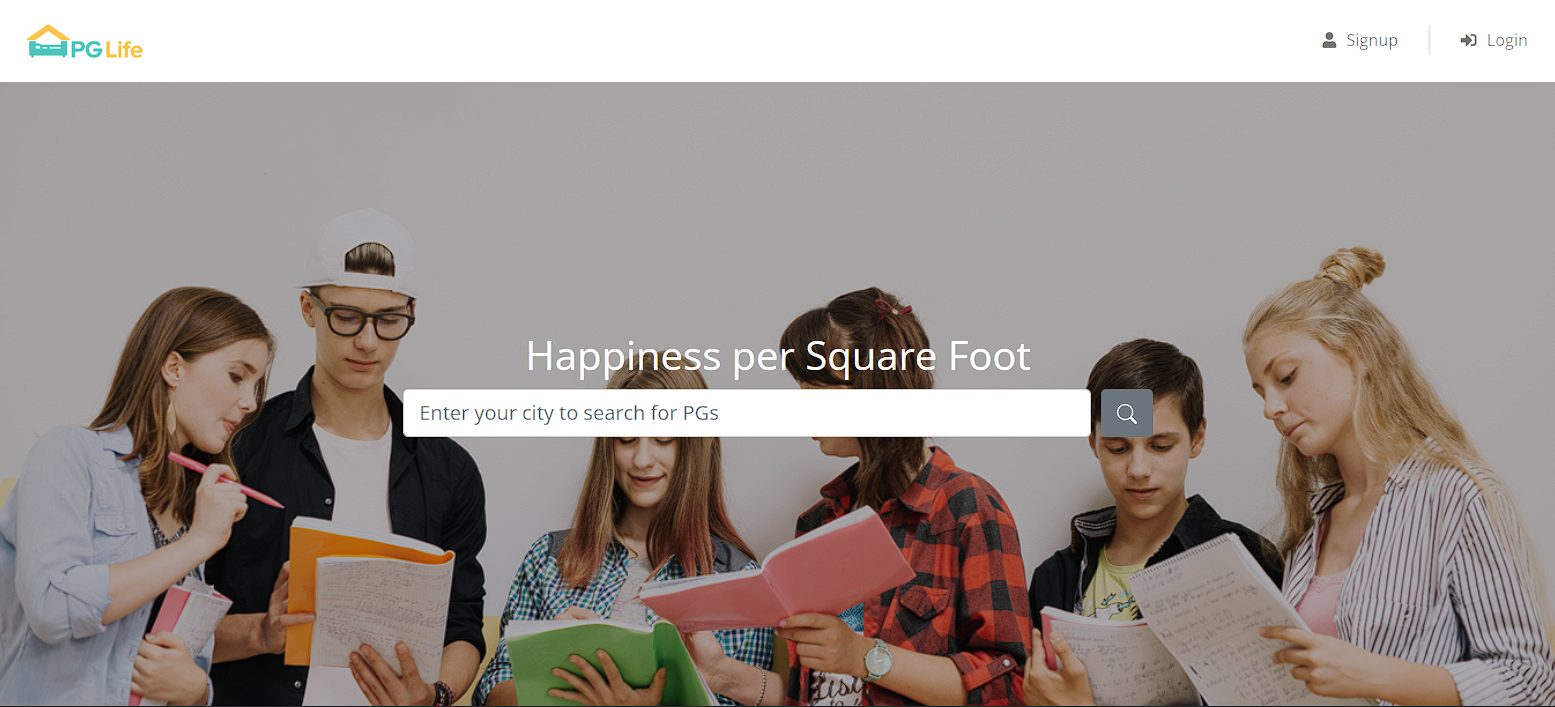 PG Life
Signup
Login
Happiness per Square Foot
Enter your city to search for PGs